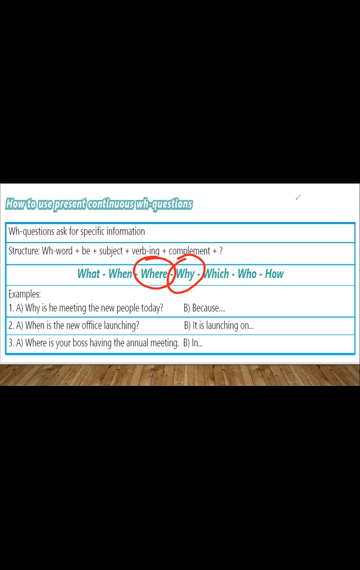 How to use present continuous wh-questions
Wh-questions ask for specific information
Structure: Wh-word + be + subject + verb-ing + complement + ?
What - When - Where - Why - Which - Who - How
Examples:
1. A) Why is he meeting the new people today? B) Because....
2. A) When is the new office launching? B) It is launching on...
3. A) Where is your boss having the annual meeting. B) In...